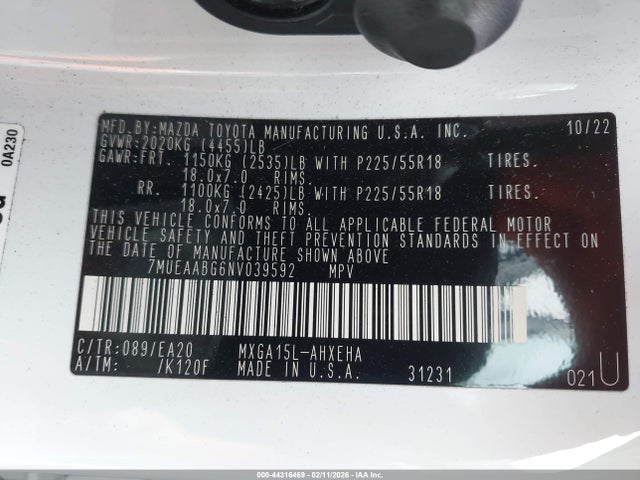 MFD.BY:MAZDA TOYOTA MANUFACTURING U.S.A. INC. 10/22
GVWR:2020KG (4455)LB
GAWR:FRT. 1150KG (2535)LB WITH P225/55R18 TIRES.
18.0x7.0 RIMS.
RR. 1100KG (2425)LB WITH P225/55R18 TIRES.
18.0x7.0 RIMS.
THIS VEHICLE CONFORMS TO ALL APPLICABLE FEDERAL MOTOR
VEHICLE SAFETY AND THEFT PREVENTION STANDARDS IN EFFECT ON
THE DATE OF MANUFACTURE SHOWN ABOVE
7MUEAABG6NV039592 MPV
C/TR:089/EA20 MXGA15L-AHXEHA
A/TM: /K120F MADE IN U.S.A. 31231 021U
0A230
000-44316469 - 02/11/2026 - IAA Inc.